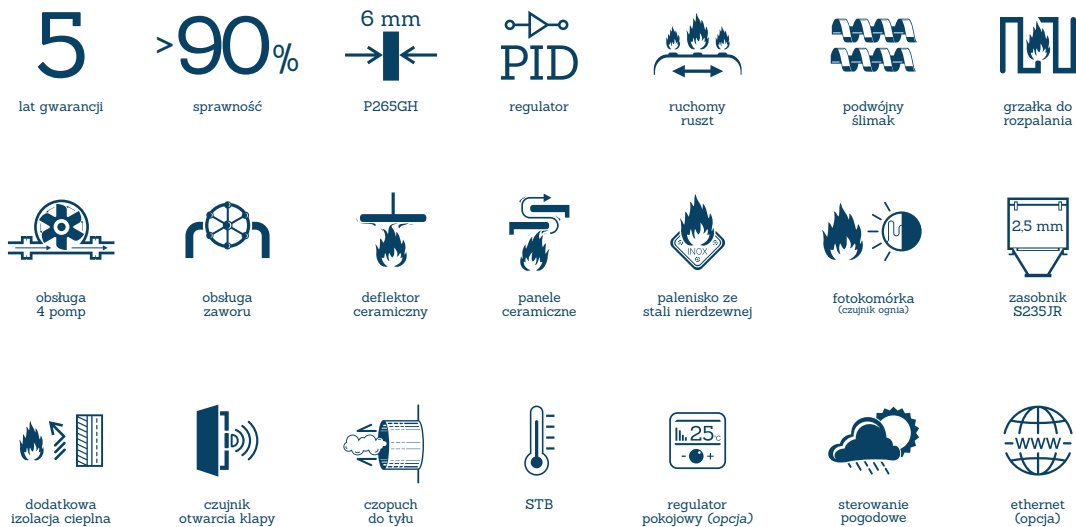 5
lat gwarancji
>90%
sprawność
6 mm
P265GH
PID
regulator
ruchomy
ruszt
podwójny
ślimak
grzałka do
rozpalania
obsługa
4 pomp
obsługa
zaworu
deflektor
ceramiczny
panele
ceramiczne
INOX
palenisko ze
stali nierdzewnej
fotokomórka
(czujnik ognia)
2,5 mm
zasobnik
S235JR
dodatkowa
izolacja cieplna
czujnik
otwarcia klapy
czopuch
do tyłu
STB
25°C
- +
regulator
pokojowy (opcja)
sterowanie
pogodowe
WWW
ethernet
(opcja)